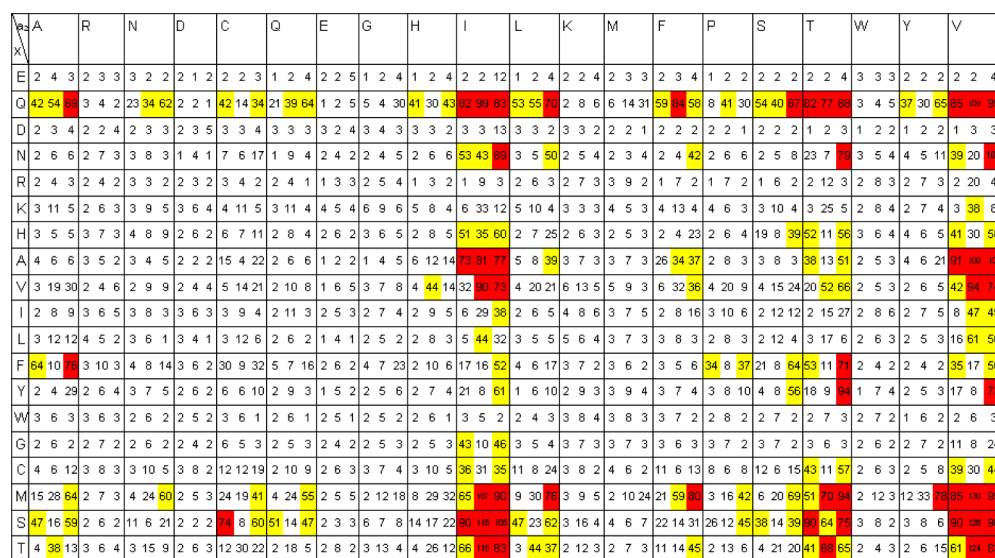 a₂ A R N D C Q E G H I L K M F P S T W Y V
X
E 2 4 3 2 3 3 3 2 2 2 1 2 2 2 3 1 2 4 2 2 5 1 2 4 1 2 4 2 2 12 1 2 4 2 2 4 2 3 3 2 3 4 1 2 2 2 2 2 2 2 4 3 3 3 2 2 2 2 2 4
Q 42 54 69 3 4 2 23 34 62 2 2 1 42 14 34 21 39 64 1 2 5 5 4 30 41 30 43 82 99 83 53 55 70 2 8 6 6 14 31 59 84 58 8 41 30 54 40 67 82 77 88 3 4 5 37 30 65 85
D 2 3 4 2 2 4 2 3 3 2 3 5 3 3 4 3 3 3 2 2 3 4 3 3 3 3 2 3 3 13 3 3 2 3 3 2 2 2 1 2 2 2 2 2 1 2 2 2 1 2 3 1 2 2 1 2 2 1 3
N 2 6 6 2 7 3 3 8 3 1 4 1 7 6 17 1 9 4 2 4 2 2 4 5 2 6 6 53 43 89 3 5 50 2 5 4 2 3 4 2 4 42 2 6 6 2 5 8 23 7 79 3 5 4 4 5 11 39 20
R 2 4 3 2 4 2 3 3 2 2 3 2 3 4 2 2 4 1 1 3 3 2 5 4 1 3 2 1 9 3 2 6 3 2 7 3 3 9 2 1 7 2 1 7 2 1 6 2 2 12 3 2 8 3 2 7 3 2 20 4
K 3 11 5 2 6 3 3 9 5 3 6 4 4 11 5 3 11 4 4 5 4 6 9 6 5 8 4 6 33 12 5 10 4 3 3 3 4 5 3 4 13 4 4 6 3 3 10 4 3 25 5 2 8 4 2 7 4 3 38
H 3 5 5 3 7 3 4 8 9 2 6 2 6 7 11 2 6 4 2 6 2 3 6 5 2 8 5 51 35 60 2 7 25 2 6 3 2 5 3 2 4 23 2 6 4 19 8 39 52 11 56 3 6 4 4 6 5 41 30
A 4 6 6 3 5 2 3 4 5 2 2 2 15 4 22 2 6 6 1 2 2 1 4 5 6 12 14 73 81 77 5 8 39 3 7 3 3 7 3 26 34 37 2 8 3 3 8 3 38 13 51 2 5 3 4 6 21 91 100
V 3 19 30 2 4 6 2 9 9 2 4 4 5 14 21 2 10 8 1 6 5 3 7 8 4 44 14 32 90 73 4 20 21 6 13 5 5 9 3 6 32 36 4 20 9 4 15 24 20 52 66 2 5 3 2 6 5 42 94
I 2 8 9 3 6 5 3 8 3 3 6 3 3 9 4 2 11 3 2 5 3 2 7 4 2 9 5 6 29 38 2 6 5 4 8 6 3 7 5 2 8 16 3 10 6 2 12 12 2 15 27 2 8 6 2 7 5 8 47
L 3 12 12 4 5 2 3 6 1 3 4 1 3 12 6 2 6 2 1 4 1 2 5 2 2 8 3 5 44 32 3 5 5 5 6 4 3 7 3 3 8 3 2 8 3 2 12 4 3 17 6 2 6 3 2 5 3 16 61
F 64 10 76 3 10 3 4 8 14 3 6 2 30 9 32 5 7 16 2 6 2 4 7 23 2 10 6 17 16 52 4 6 17 3 7 2 3 6 2 3 5 6 34 8 37 21 8 64 53 11 71 2 4 2 2 4 2 35 17
Y 2 4 29 2 6 4 3 7 5 2 6 2 6 6 10 2 9 3 1 5 2 2 5 6 2 7 4 21 8 61 1 6 10 2 9 3 3 9 4 3 7 4 3 8 10 4 8 56 18 9 94 1 7 4 2 5 3 17 8
W 3 6 3 3 6 3 2 6 2 2 5 2 3 6 1 2 6 1 2 5 1 2 5 2 2 6 1 3 5 2 2 4 3 3 8 4 3 8 3 3 7 2 2 8 2 2 7 2 2 7 3 2 7 2 1 6 2 2 6
G 2 6 2 2 7 2 2 6 2 2 4 2 6 5 3 2 5 3 2 4 2 2 5 3 2 5 3 43 10 46 3 5 4 3 7 3 3 7 3 3 6 3 3 7 2 3 7 2 3 6 3 2 6 2 2 7 2 11 8
C 4 6 12 3 8 3 3 10 5 3 8 2 12 12 19 2 10 9 2 6 3 3 7 4 3 10 5 36 31 35 11 8 24 3 8 2 4 6 2 11 6 13 8 6 8 12 6 15 43 11 57 2 6 3 2 5 8 39 30
M 15 28 64 2 7 3 4 24 60 2 5 3 24 19 41 4 24 55 2 5 5 2 12 18 8 29 32 65 107 90 9 30 76 3 9 5 2 10 24 21 59 80 3 16 42 6 20 69 51 70 94 2 12 3 12 33 78 85
S 47 16 59 2 2 2 11 6 21 2 2 2 74 8 60 51 14 47 2 3 3 6 7 8 14 17 22 90 118 105 47 23 62 3 16 4 4 6 7 22 14 31 26 12 45 38 14 39 90 64 75 3 8 2 3 8 6 90
T 4 38 13 3 6 4 3 15 9 2 6 3 12 30 22 2 18 5 2 8 2 3 13 4 4 26 12 66 115 83 3 44 37 2 12 3 2 7 3 11 14 45 2 13 6 4 21 20 41 68 65 2 4 3 2 6 15 61 124